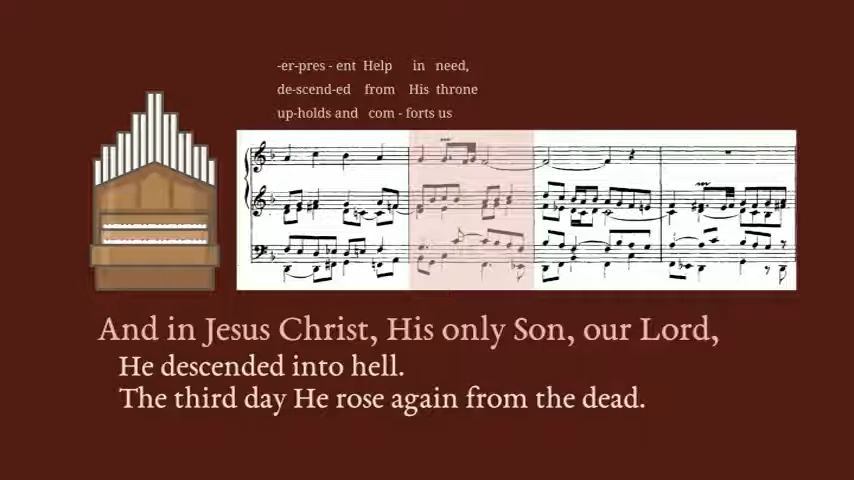 -er-pres - ent Help in need,
de-scend-ed from His throne
up-holds and com - forts us
And in Jesus Christ, His only Son, our Lord,
He descended into hell.
The third day He rose again from the dead.